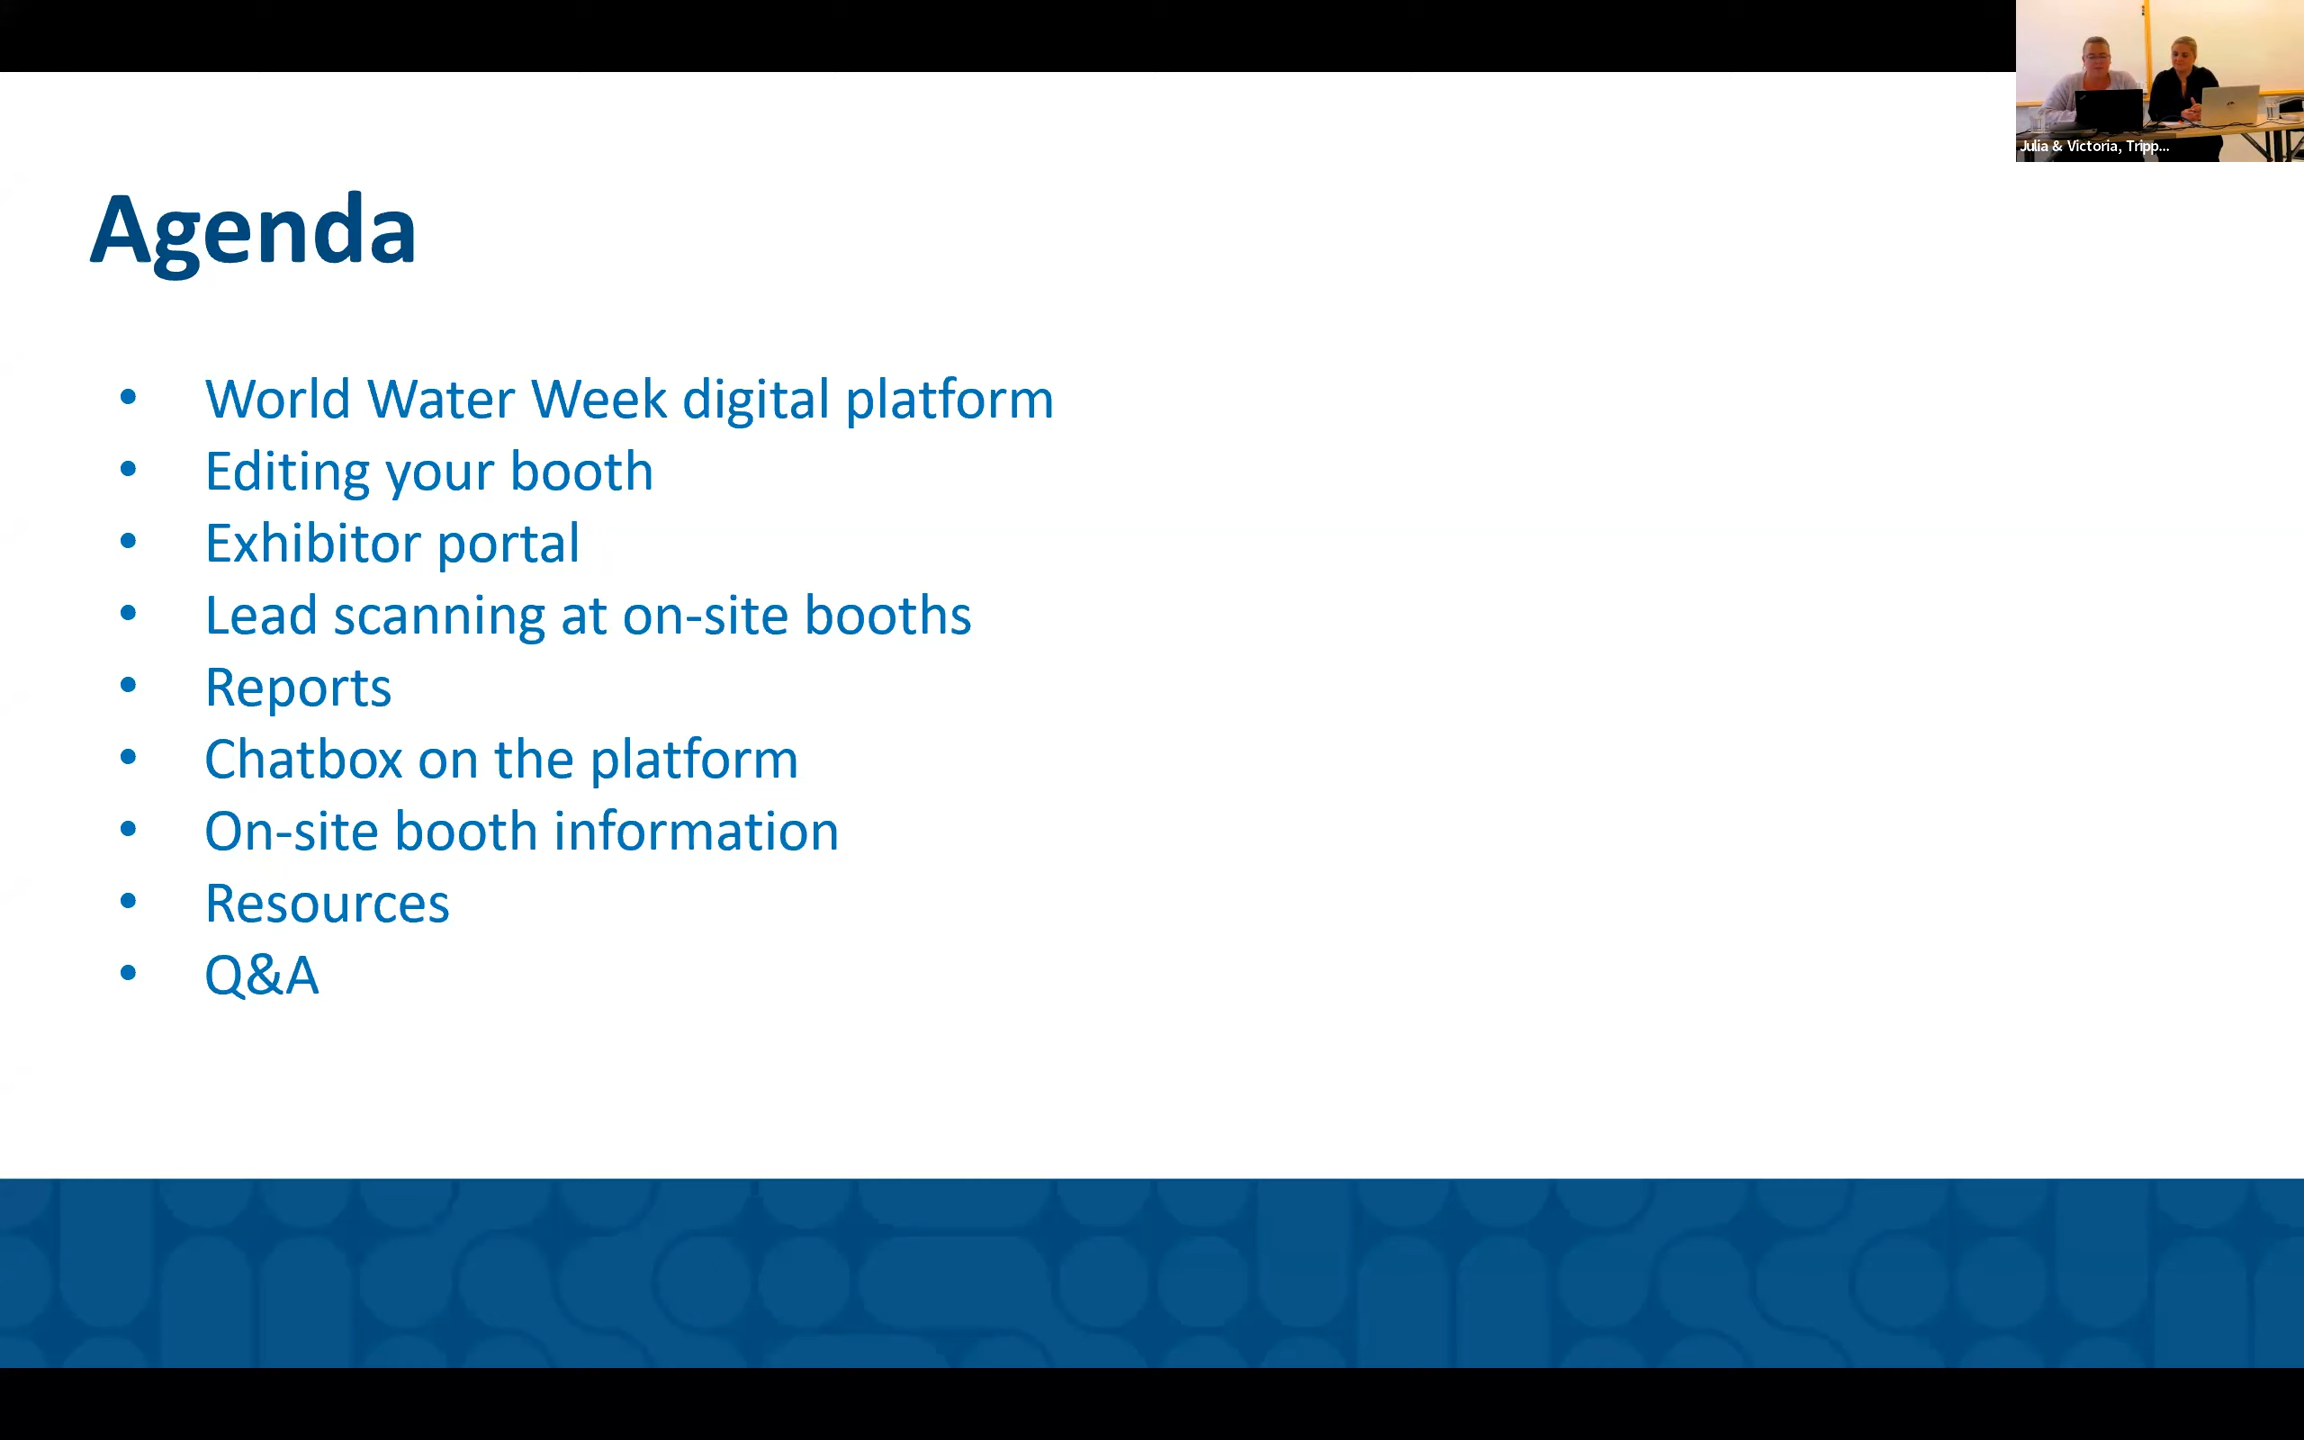 Julia & Victoria, Tripp...
Agenda
• World Water Week digital platform
• Editing your booth
• Exhibitor portal
• Lead scanning at on-site booths
• Reports
• Chatbox on the platform
• On-site booth information
• Resources
• Q&A